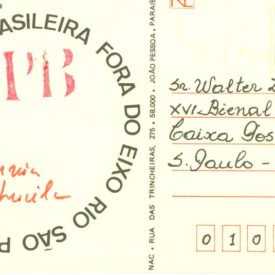 ASILEIRA FORA DO EIXO RIO SÃO P
PB
NAC - RUA DAS TRINCHEIRAS, 275 - 58.000 - JOÃO PESSOA, PARAÍB
Sr. Walter
XVI Bienal
Caixa Pos
S. Paulo -
0 1 0